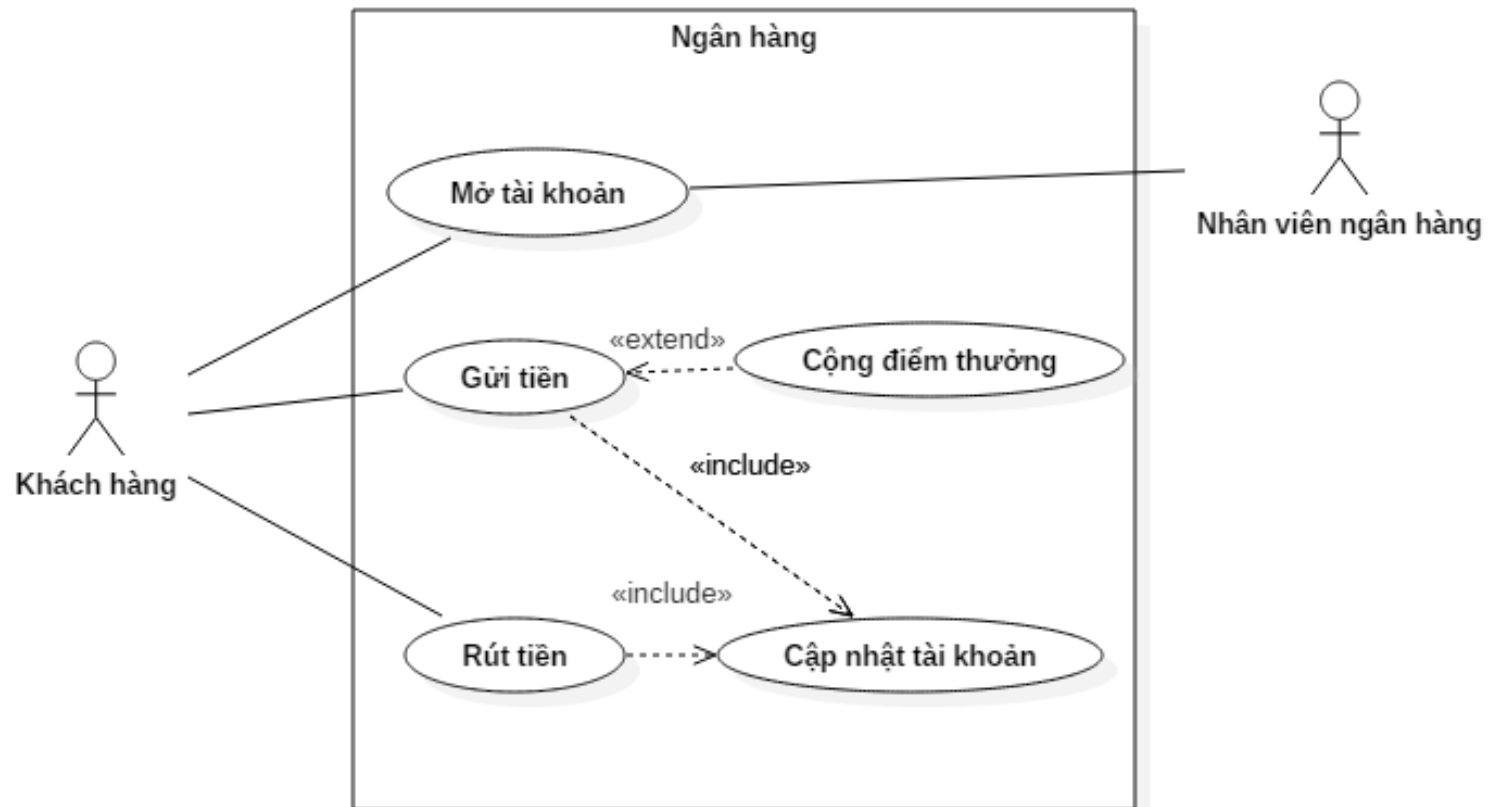 Ngân hàng
Mở tài khoản
Nhân viên ngân hàng
«extend»
Gửi tiền
Cộng điểm thưởng
«include»
Khách hàng
«include»
Rút tiền
Cập nhật tài khoản